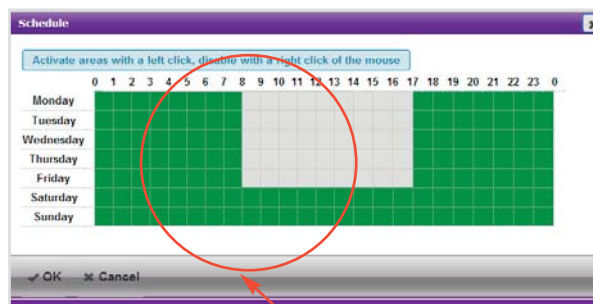 Schedule
Activate areas with a left click, disable with a right click of the mouse
0 1 2 3 4 5 6 7 8 9 10 11 12 13 14 15 16 17 18 19 20 21 22 23 0
Monday
Tuesday
Wednesday
Thursday
Friday
Saturday
Sunday
OK Cancel